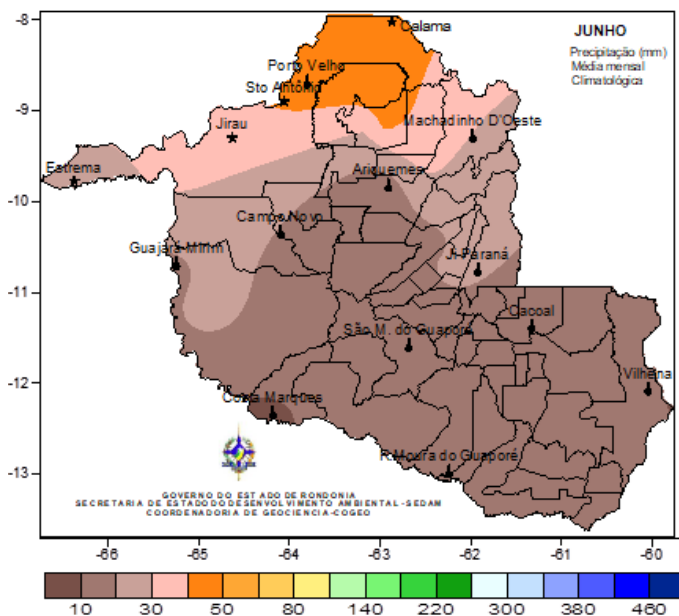 JUNHO
Precipitação (mm)
Média mensal
Climatológica
-8
Calama
Porto Velho
Sto Antônio
-9
Jirau
Machadinho D'Oeste
Estrema
Ariquemes
-10
Campo Novo
Guajará-Mirim
Ji-Paraná
-11
Cacoal
São M. do Guaporé
Vilhena
-12
Costa Marques
R.Moura do Guaporé
-13
GOVERNO DO ESTADO DE RONDONIA
SECRETARIA DE ESTADODO DESENVOLVIMENTO AMBIENTAL -SEDAM
COORDENADORIA DE GEOCIENCIA-COGEO
-66 -65 -64 -63 -62 -61 -60
10 30 50 80 140 220 300 380 460